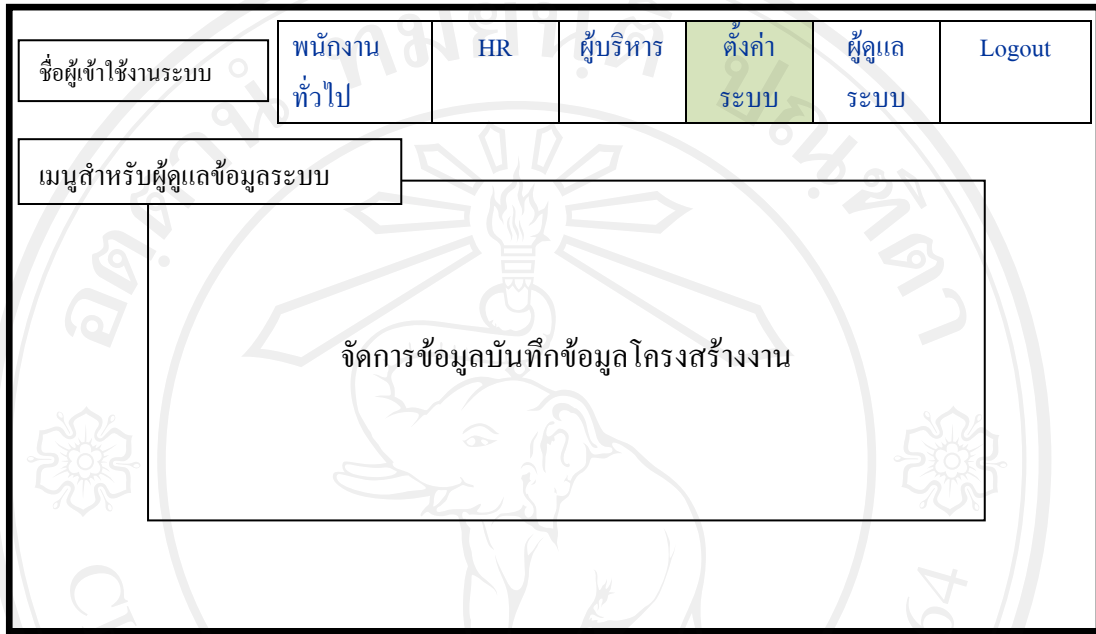 ชื่อผู้เข้าใช้งานระบบ
พนักงาน
ทั่วไป
HR
ผู้บริหาร
ตั้งค่า
ระบบ
ผู้ดูแล
ระบบ
Logout
เมนูสำหรับผู้ดูแลข้อมูลระบบ
จัดการข้อมูลบันทึกข้อมูลโครงสร้างงาน